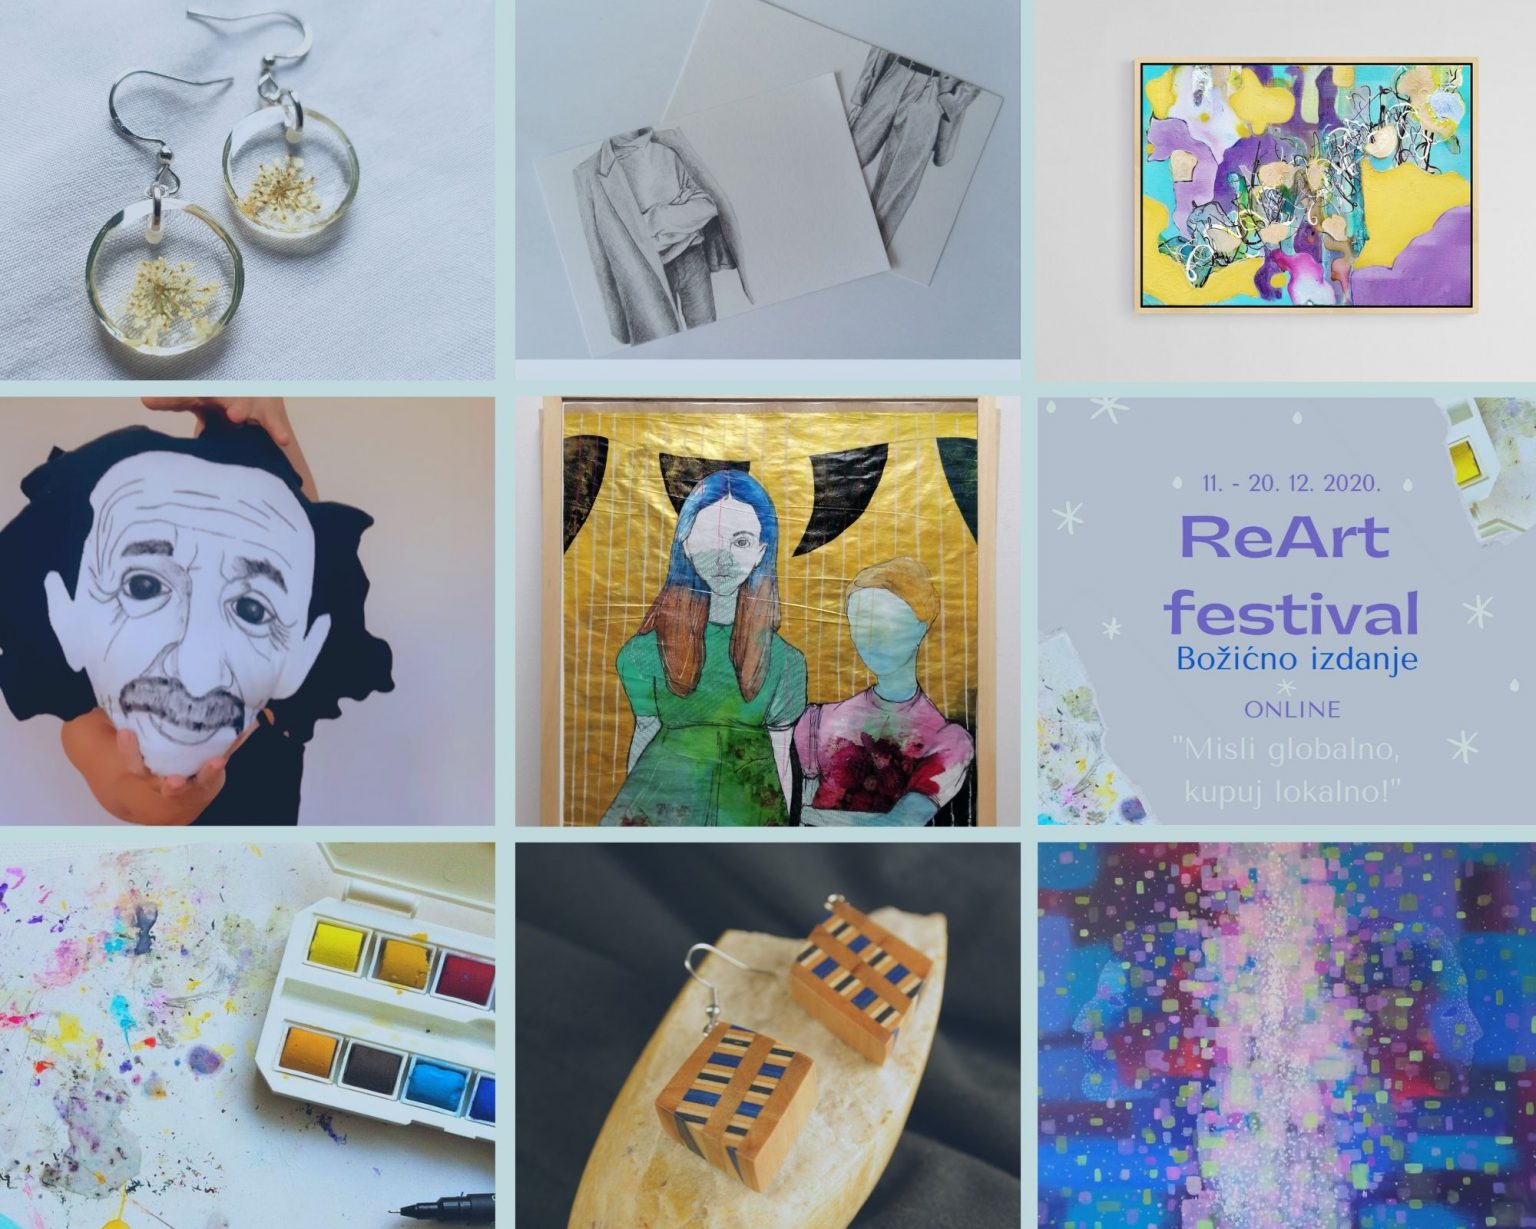 11. - 20. 12. 2020.
ReArt
festival
Božićno izdanje
ONLINE
"Misli globalno,
kupuj lokalno!"